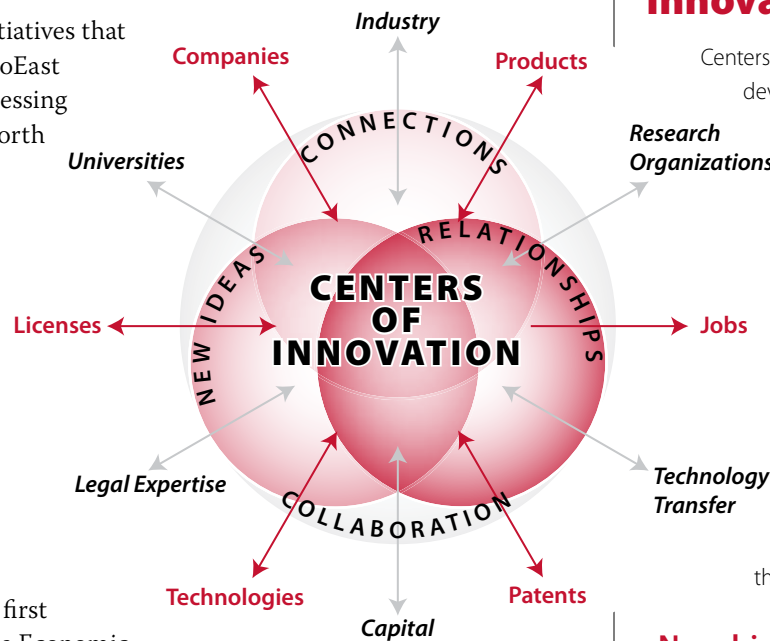 tiatives that
oEast
essing
orth
Innova
Centers
dev
Industry
Companies
Products
Universities
Research
Organizations
CONNECTIONS
RELATIONSHIPS
NEW IDEAS
CENTERS
OF
INNOVATION
Licenses
Jobs
Legal Expertise
Technology
Transfer
COLLABORATION
Technologies
Patents
Capital
th
first